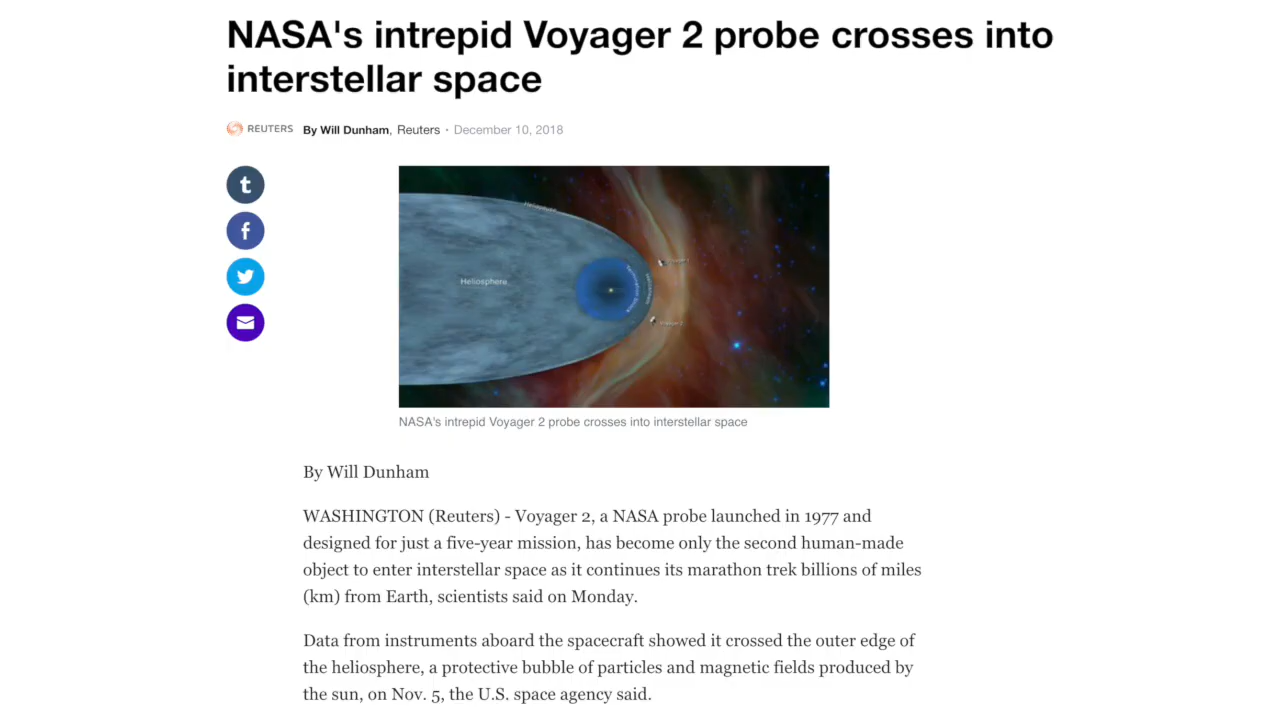 NASA's intrepid Voyager 2 probe crosses into
interstellar space
REUTERS By Will Dunham, Reuters · December 10, 2018
t
f
Heliosphere
Voyager 2
NASA's intrepid Voyager 2 probe crosses into interstellar space
By Will Dunham
WASHINGTON (Reuters) - Voyager 2, a NASA probe launched in 1977 and
designed for just a five-year mission, has become only the second human-made
object to enter interstellar space as it continues its marathon trek billions of miles
(km) from Earth, scientists said on Monday.
Data from instruments aboard the spacecraft showed it crossed the outer edge of
the heliosphere, a protective bubble of particles and magnetic fields produced by
the sun, on Nov. 5, the U.S. space agency said.